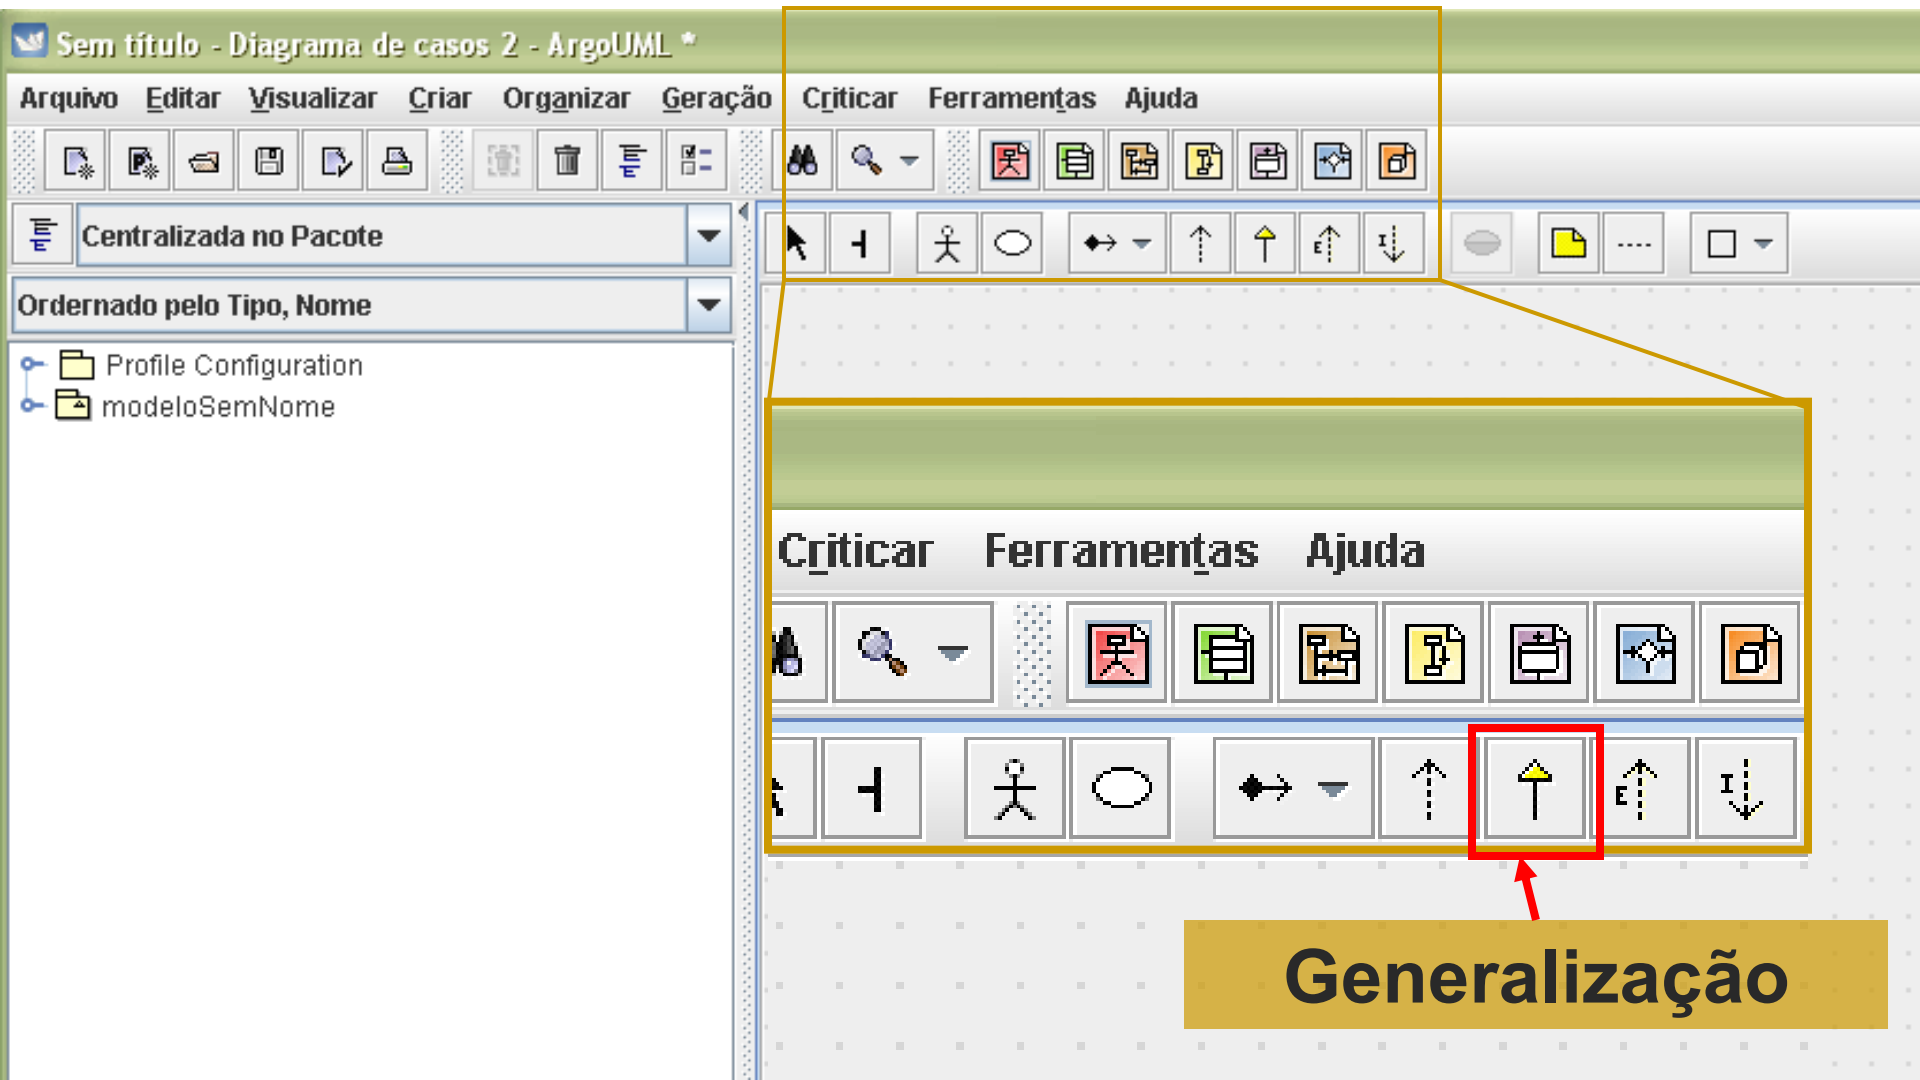 Sem título - Diagrama de casos 2 - ArgoUML *
Arquivo Editar Visualizar Criar Organizar Geração Criticar Ferramentas Ajuda
Centralizada no Pacote
Ordernado pelo Tipo, Nome
Profile Configuration
modeloSemNome
E
I
Criticar Ferramentas Ajuda
E
I
Generalização